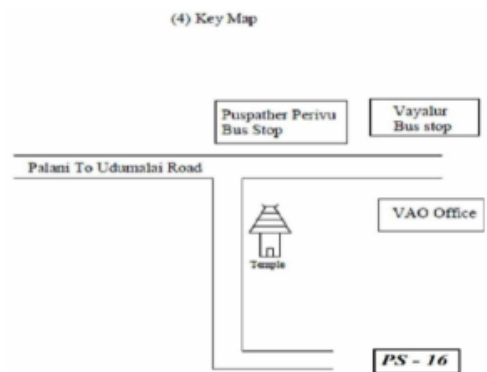 (4) Key Map
Puspather Perivu
Bus Stop
Vayalur
Bus stop
Palani To Udumalai Road
VAO Office
Temple
PS - 16